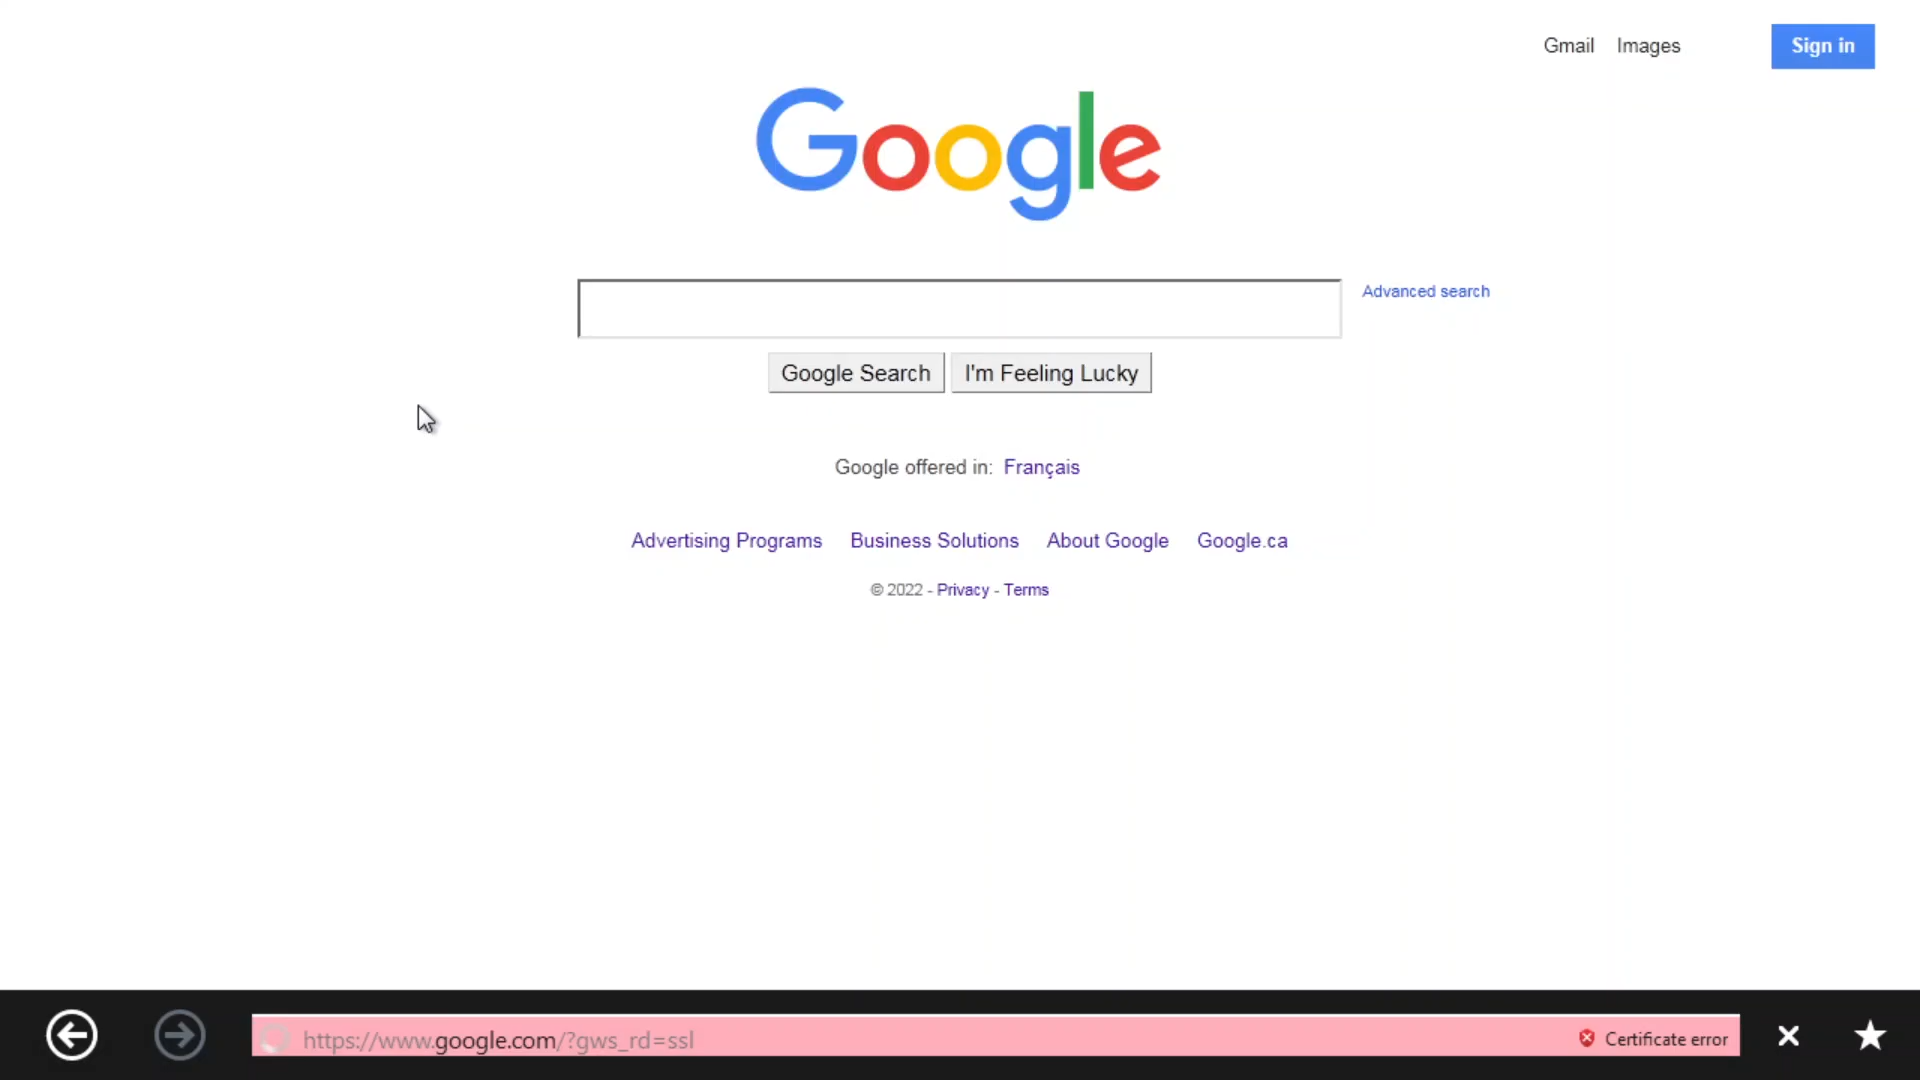 Gmail Images Sign in
Google
Advanced search
Google Search I'm Feeling Lucky
Google offered in: Français
Advertising Programs Business Solutions About Google Google.ca
© 2022 - Privacy - Terms
https://www.google.com/?gws_rd=ssl Certificate error